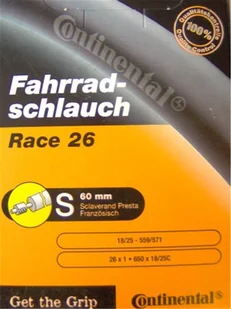 Continental®
Qualitätskontrolle
100%
Quality Control
Fahrrad-
schlauch
Race 26
S
60 mm
Sclaverand Presta
Französisch
18/25 - 559/571
26 x 1 • 650 x 18/25C
Get the Grip
Continental®